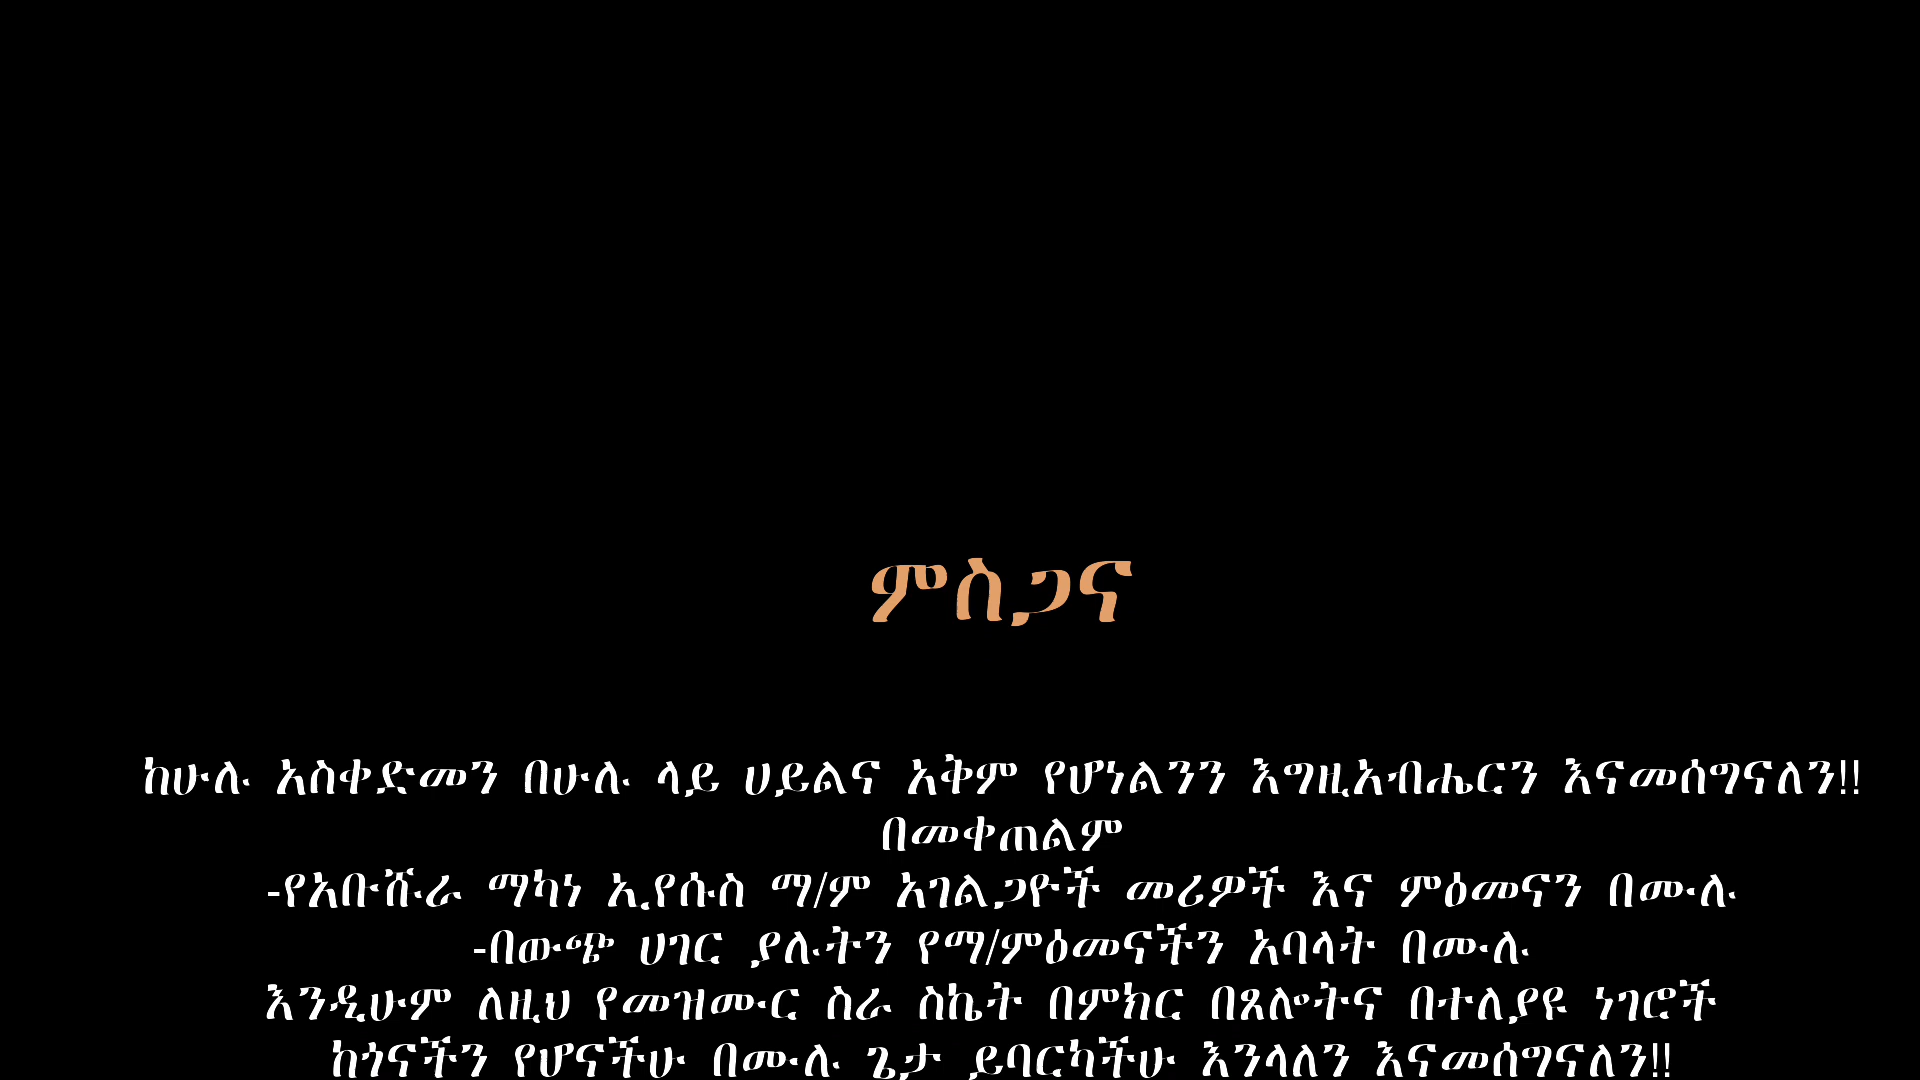 ምስጋና
ከሁሉ አስቀድመን በሁሉ ላይ ሀይልና አቅም የሆነልንን እግዚአብሔርን እናመሰግናለን!!
በመቀጠልም
-የአቡሹራ ማካነ ኢየሱስ ማ/ም አገልጋዮች መሪዎች እና ምዕመናን በሙሉ
-በውጭ ሀገር ያሉትን የማ/ምዕመናችን አባላት በሙሉ
እንዲሁም ለዚህ የመዝሙር ስራ ስኬት በምክር በጸሎትና በተለያዩ ነገሮች
ከጎናችን የሆናችሁ በሙሉ ጌታ ይባርካችሁ እንላለን እናመሰግናለን!!